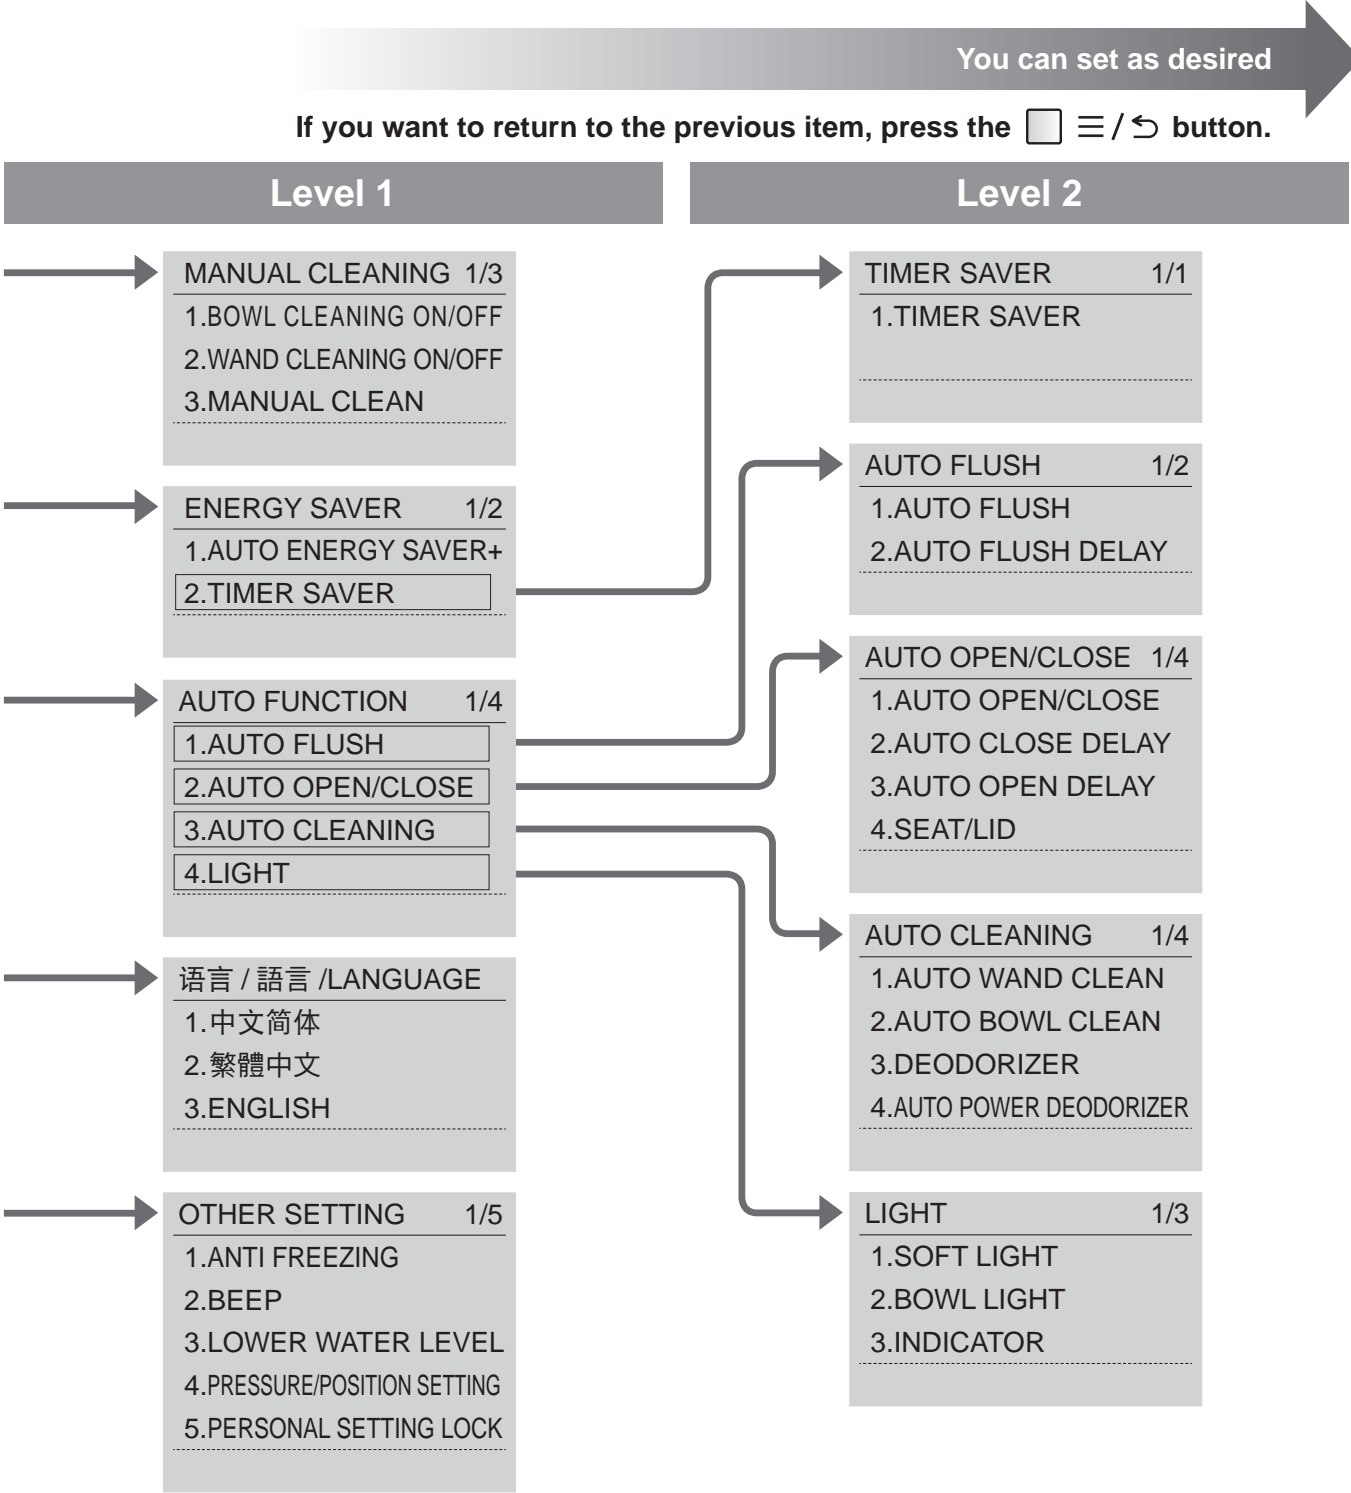 You can set as desired
If you want to return to the previous item, press the ☰/⮌ button.
Level 1
MANUAL CLEANING 1/3
1.BOWL CLEANING ON/OFF
2.WAND CLEANING ON/OFF
3.MANUAL CLEAN
ENERGY SAVER 1/2
1.AUTO ENERGY SAVER+
2.TIMER SAVER
AUTO FUNCTION 1/4
1.AUTO FLUSH
2.AUTO OPEN/CLOSE
3.AUTO CLEANING
4.LIGHT
语言 / 語言 /LANGUAGE
1.中文简体
2.繁體中文
3.ENGLISH
OTHER SETTING 1/5
1.ANTI FREEZING
2.BEEP
3.LOWER WATER LEVEL
4.PRESSURE/POSITION SETTING
5.PERSONAL SETTING LOCK
Level 2
TIMER SAVER 1/1
1.TIMER SAVER
AUTO FLUSH 1/2
1.AUTO FLUSH
2.AUTO FLUSH DELAY
AUTO OPEN/CLOSE 1/4
1.AUTO OPEN/CLOSE
2.AUTO CLOSE DELAY
3.AUTO OPEN DELAY
4.SEAT/LID
AUTO CLEANING 1/4
1.AUTO WAND CLEAN
2.AUTO BOWL CLEAN
3.DEODORIZER
4.AUTO POWER DEODORIZER
LIGHT 1/3
1.SOFT LIGHT
2.BOWL LIGHT
3.INDICATOR